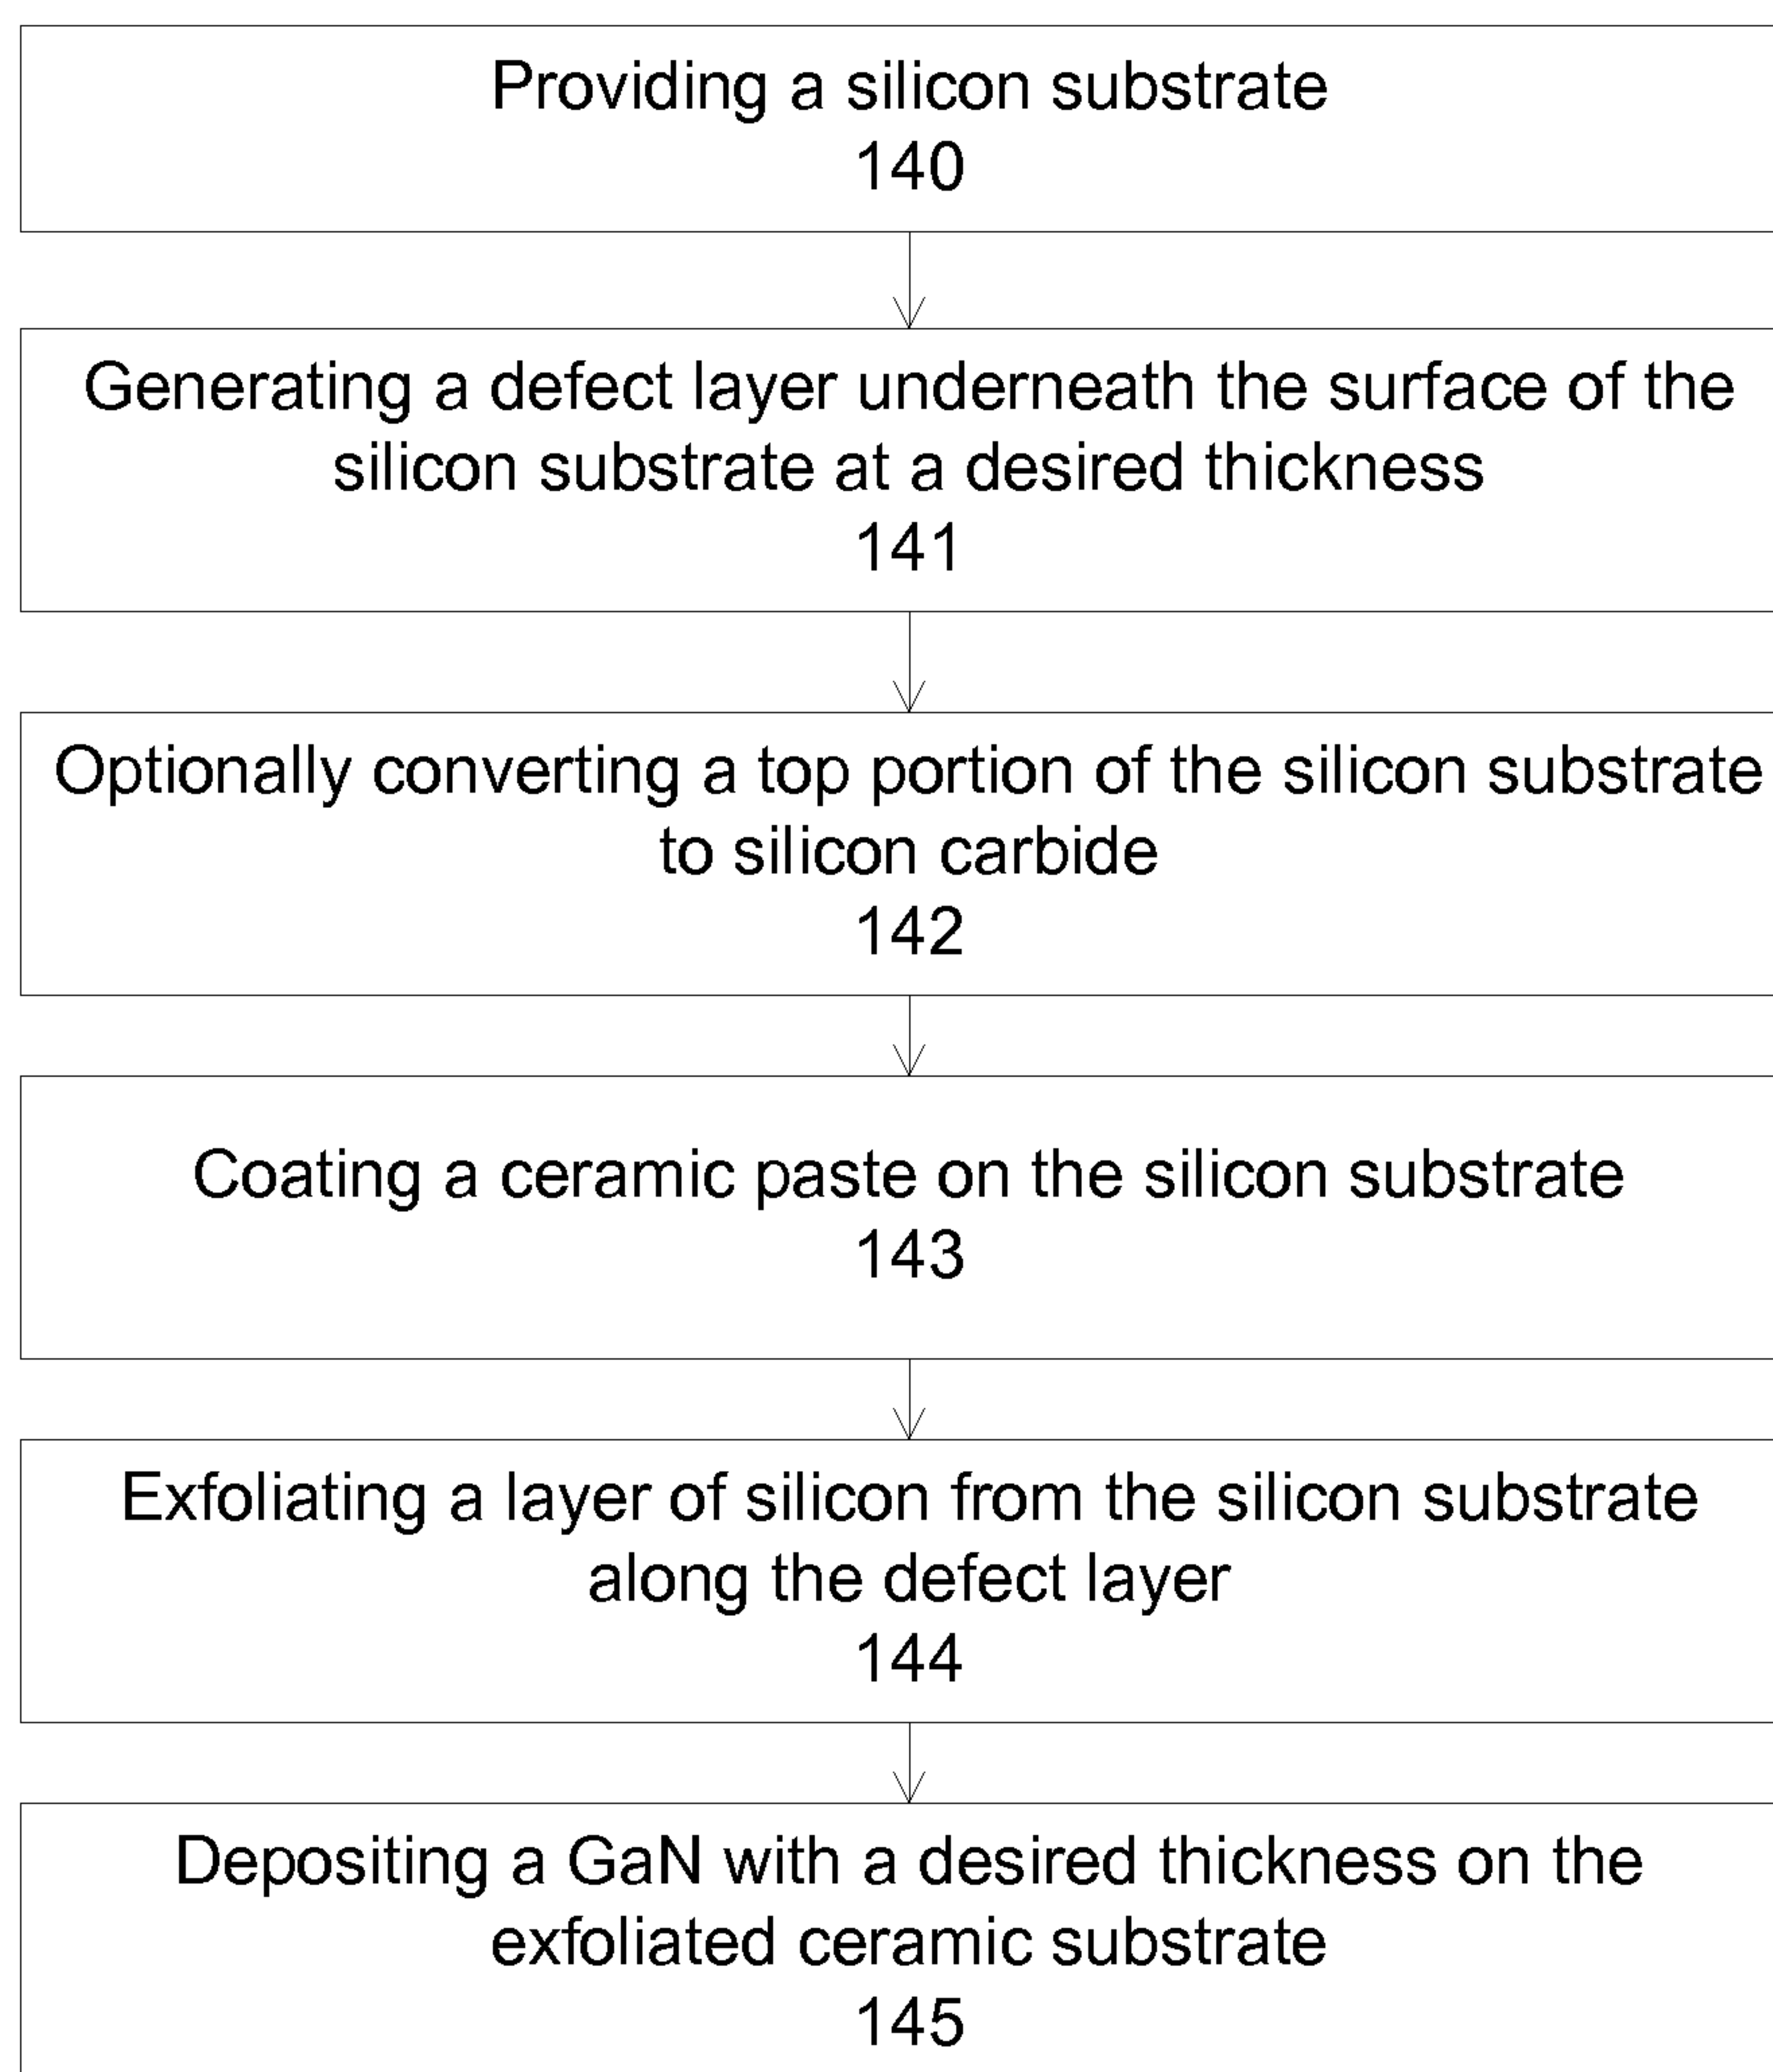 Providing a silicon substrate
140
Generating a defect layer underneath the surface of the
silicon substrate at a desired thickness
141
Optionally converting a top portion of the silicon substrate
to silicon carbide
142
Coating a ceramic paste on the silicon substrate
143
Exfoliating a layer of silicon from the silicon substrate
along the defect layer
144
Depositing a GaN with a desired thickness on the
exfoliated ceramic substrate
145